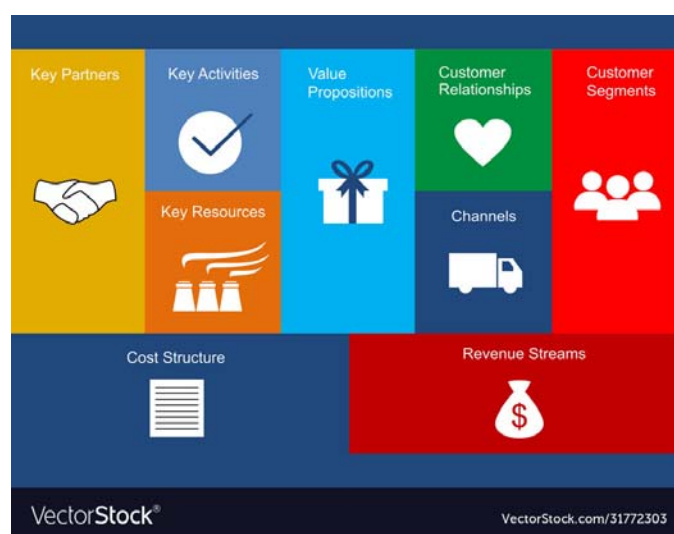 Key Partners
Key Activities
Value
Propositions
Customer
Relationships
Customer
Segments
Key Resources
Channels
Cost Structure
Revenue Streams
$
VectorStock®
VectorStock.com/31772303